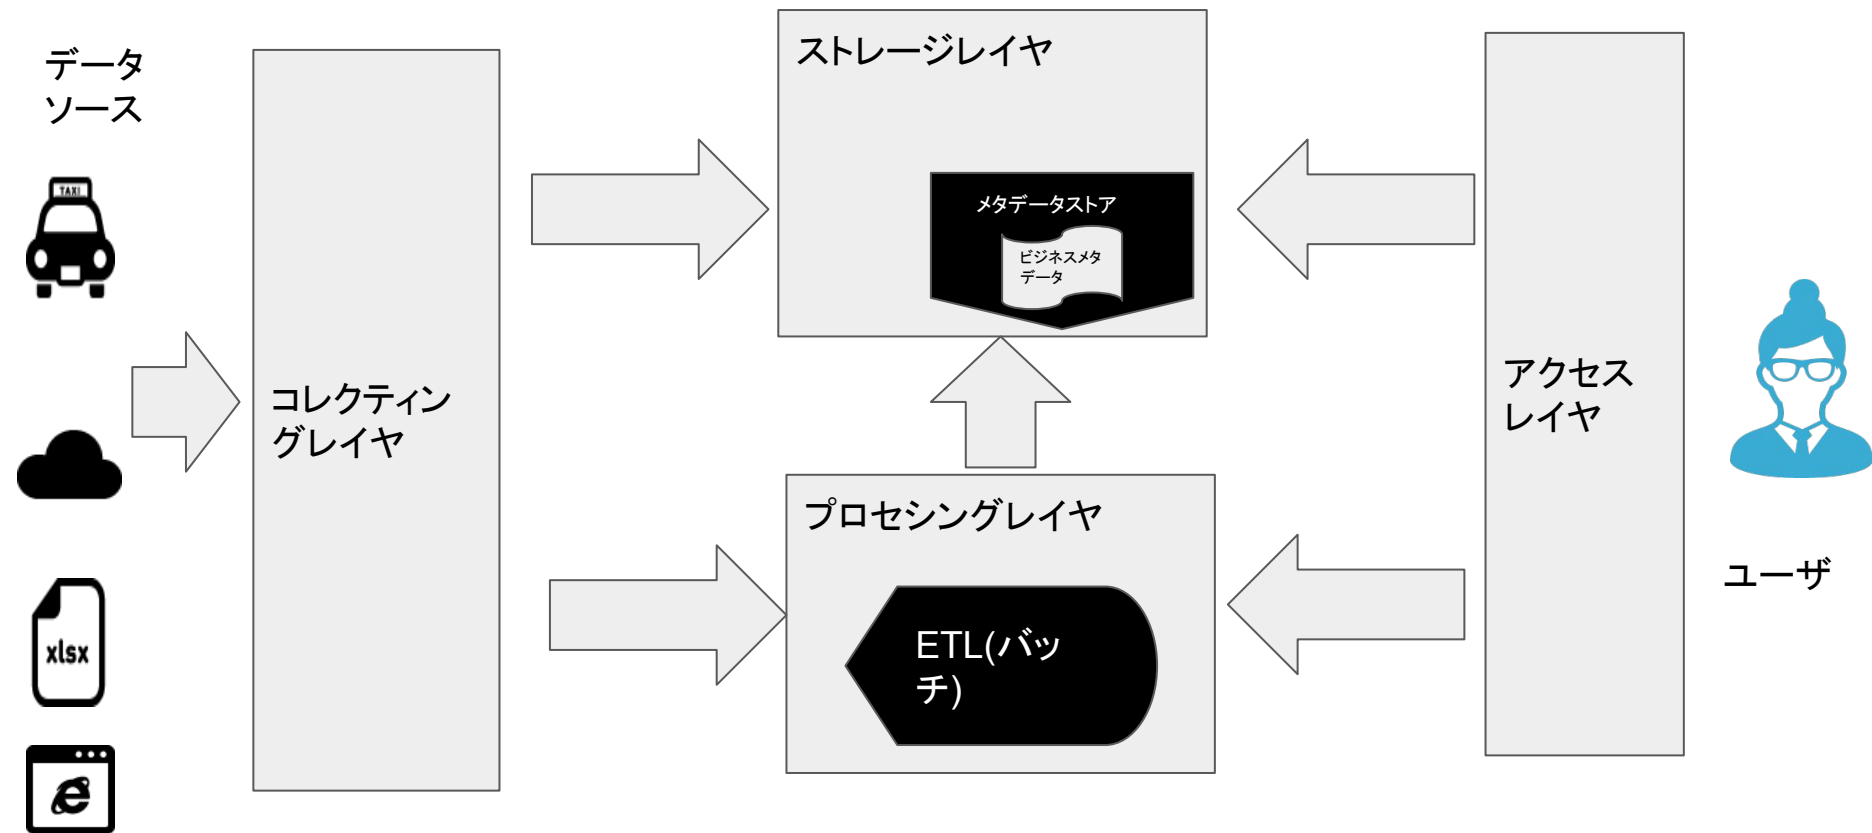 データ
ソース
TAXI
xlsx
コレクティン
グレイヤ
ストレージレイヤ
メタデータストア
ビジネスメタ
データ
プロセシングレイヤ
ETL(バッ
チ)
アクセス
レイヤ
ユーザ